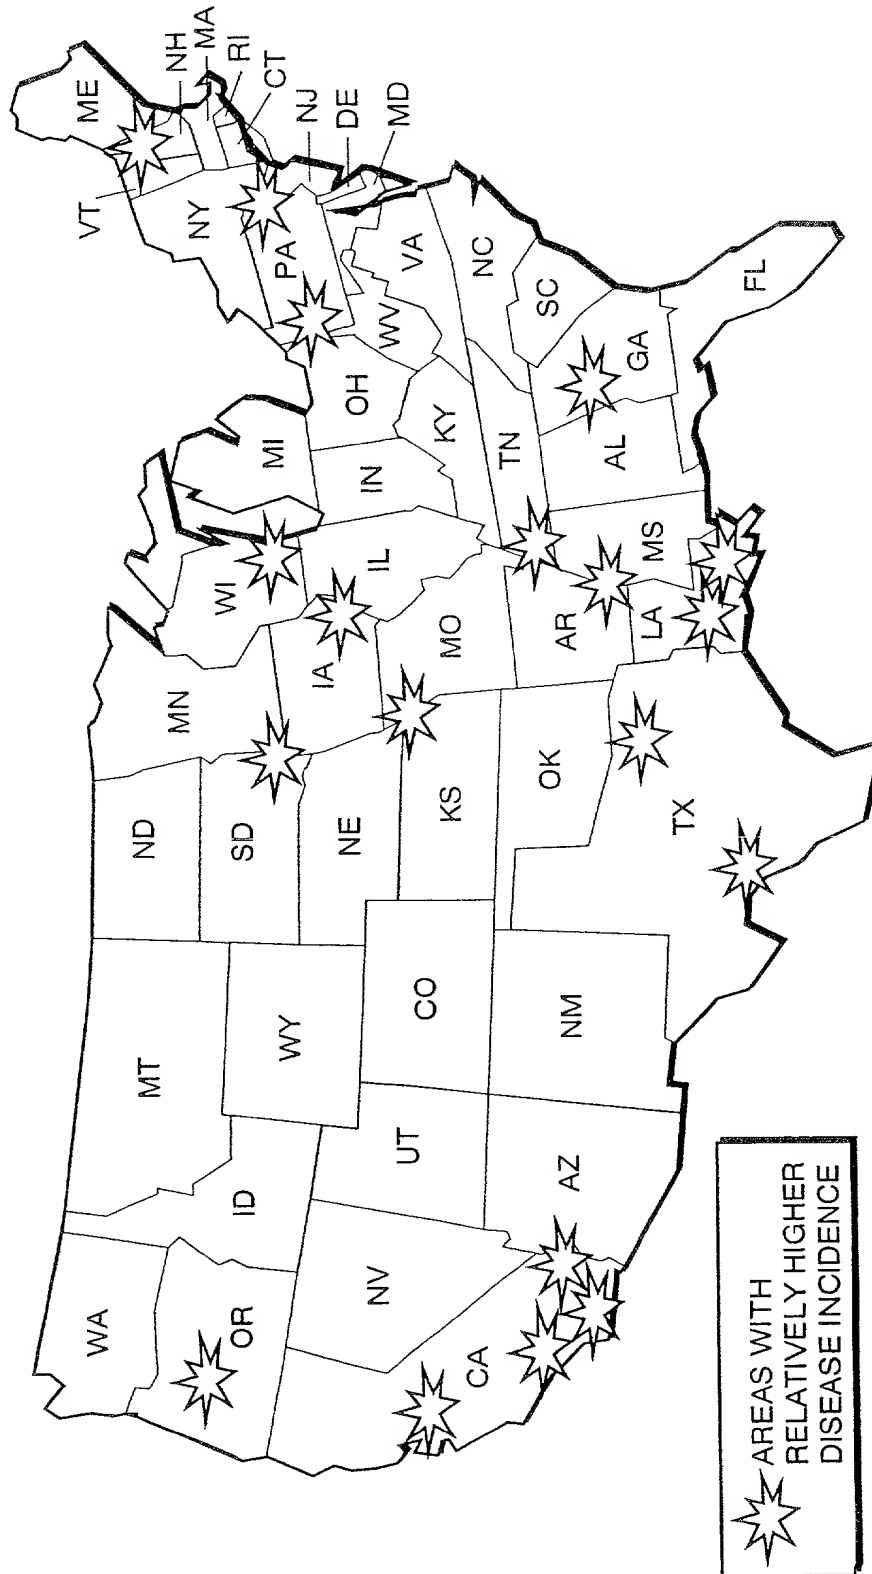 WA
MT
ND
MN
ME
VT
NH
MA
RI
CT
NY
NJ
DE
MD
OR
ID
WY
SD
WI
MI
PA
NV
UT
CO
NE
IA
IL
IN
OH
WV
VA
CA
AZ
NM
KS
MO
KY
NC
OK
AR
TN
SC
TX
LA
MS
AL
GA
FL
AREAS WITH
RELATIVELY HIGHER
DISEASE INCIDENCE